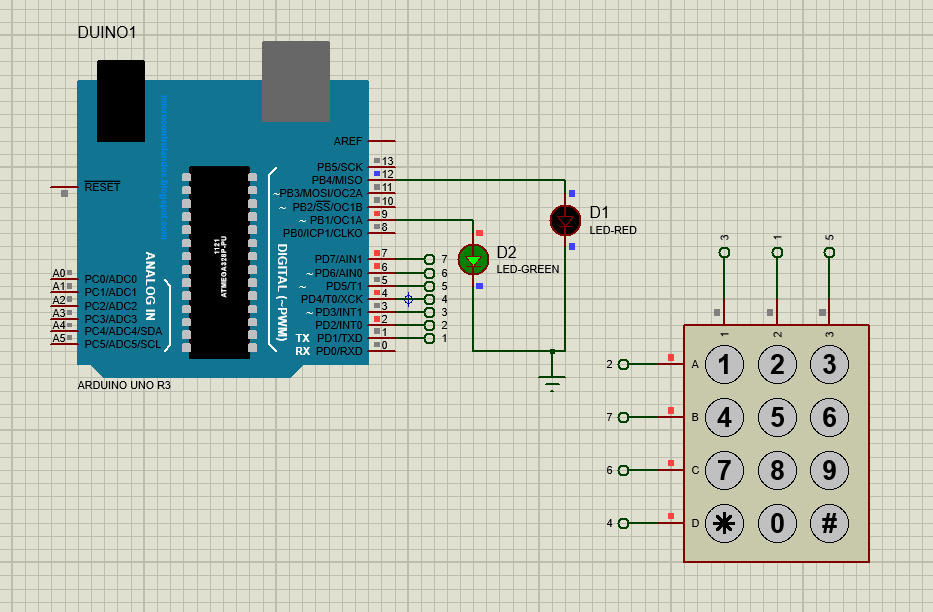 DUINO1
microcontrolandos.blogspot.com
RESET
1121
ATMEGA328P-PU
ANALOG IN
DIGITAL (~PWM)
AREF
PB5/SCK 13
PB4/MISO 12
~PB3/MOSI/OC2A 11
~ PB2/SS/OC1B 10
~ PB1/OC1A 9
PB0/ICP1/CLKO 8
PD7/AIN1 7 7
~ PD6/AIN0 6 6
~ PD5/T1 5 5
PD4/T0/XCK 4 4
~ PD3/INT1 3 3
PD2/INT0 2 2
TX PD1/TXD 1 1
RX PD0/RXD 0
A0 PC0/ADC0
A1 PC1/ADC1
A2 PC2/ADC2
A3 PC3/ADC3
A4 PC4/ADC4/SDA
A5 PC5/ADC5/SCL
ARDUINO UNO R3
D1
LED-RED
D2
LED-GREEN
3 1 5
1 2 3
2 A 1 2 3
7 B 4 5 6
6 C 7 8 9
4 D * 0 #